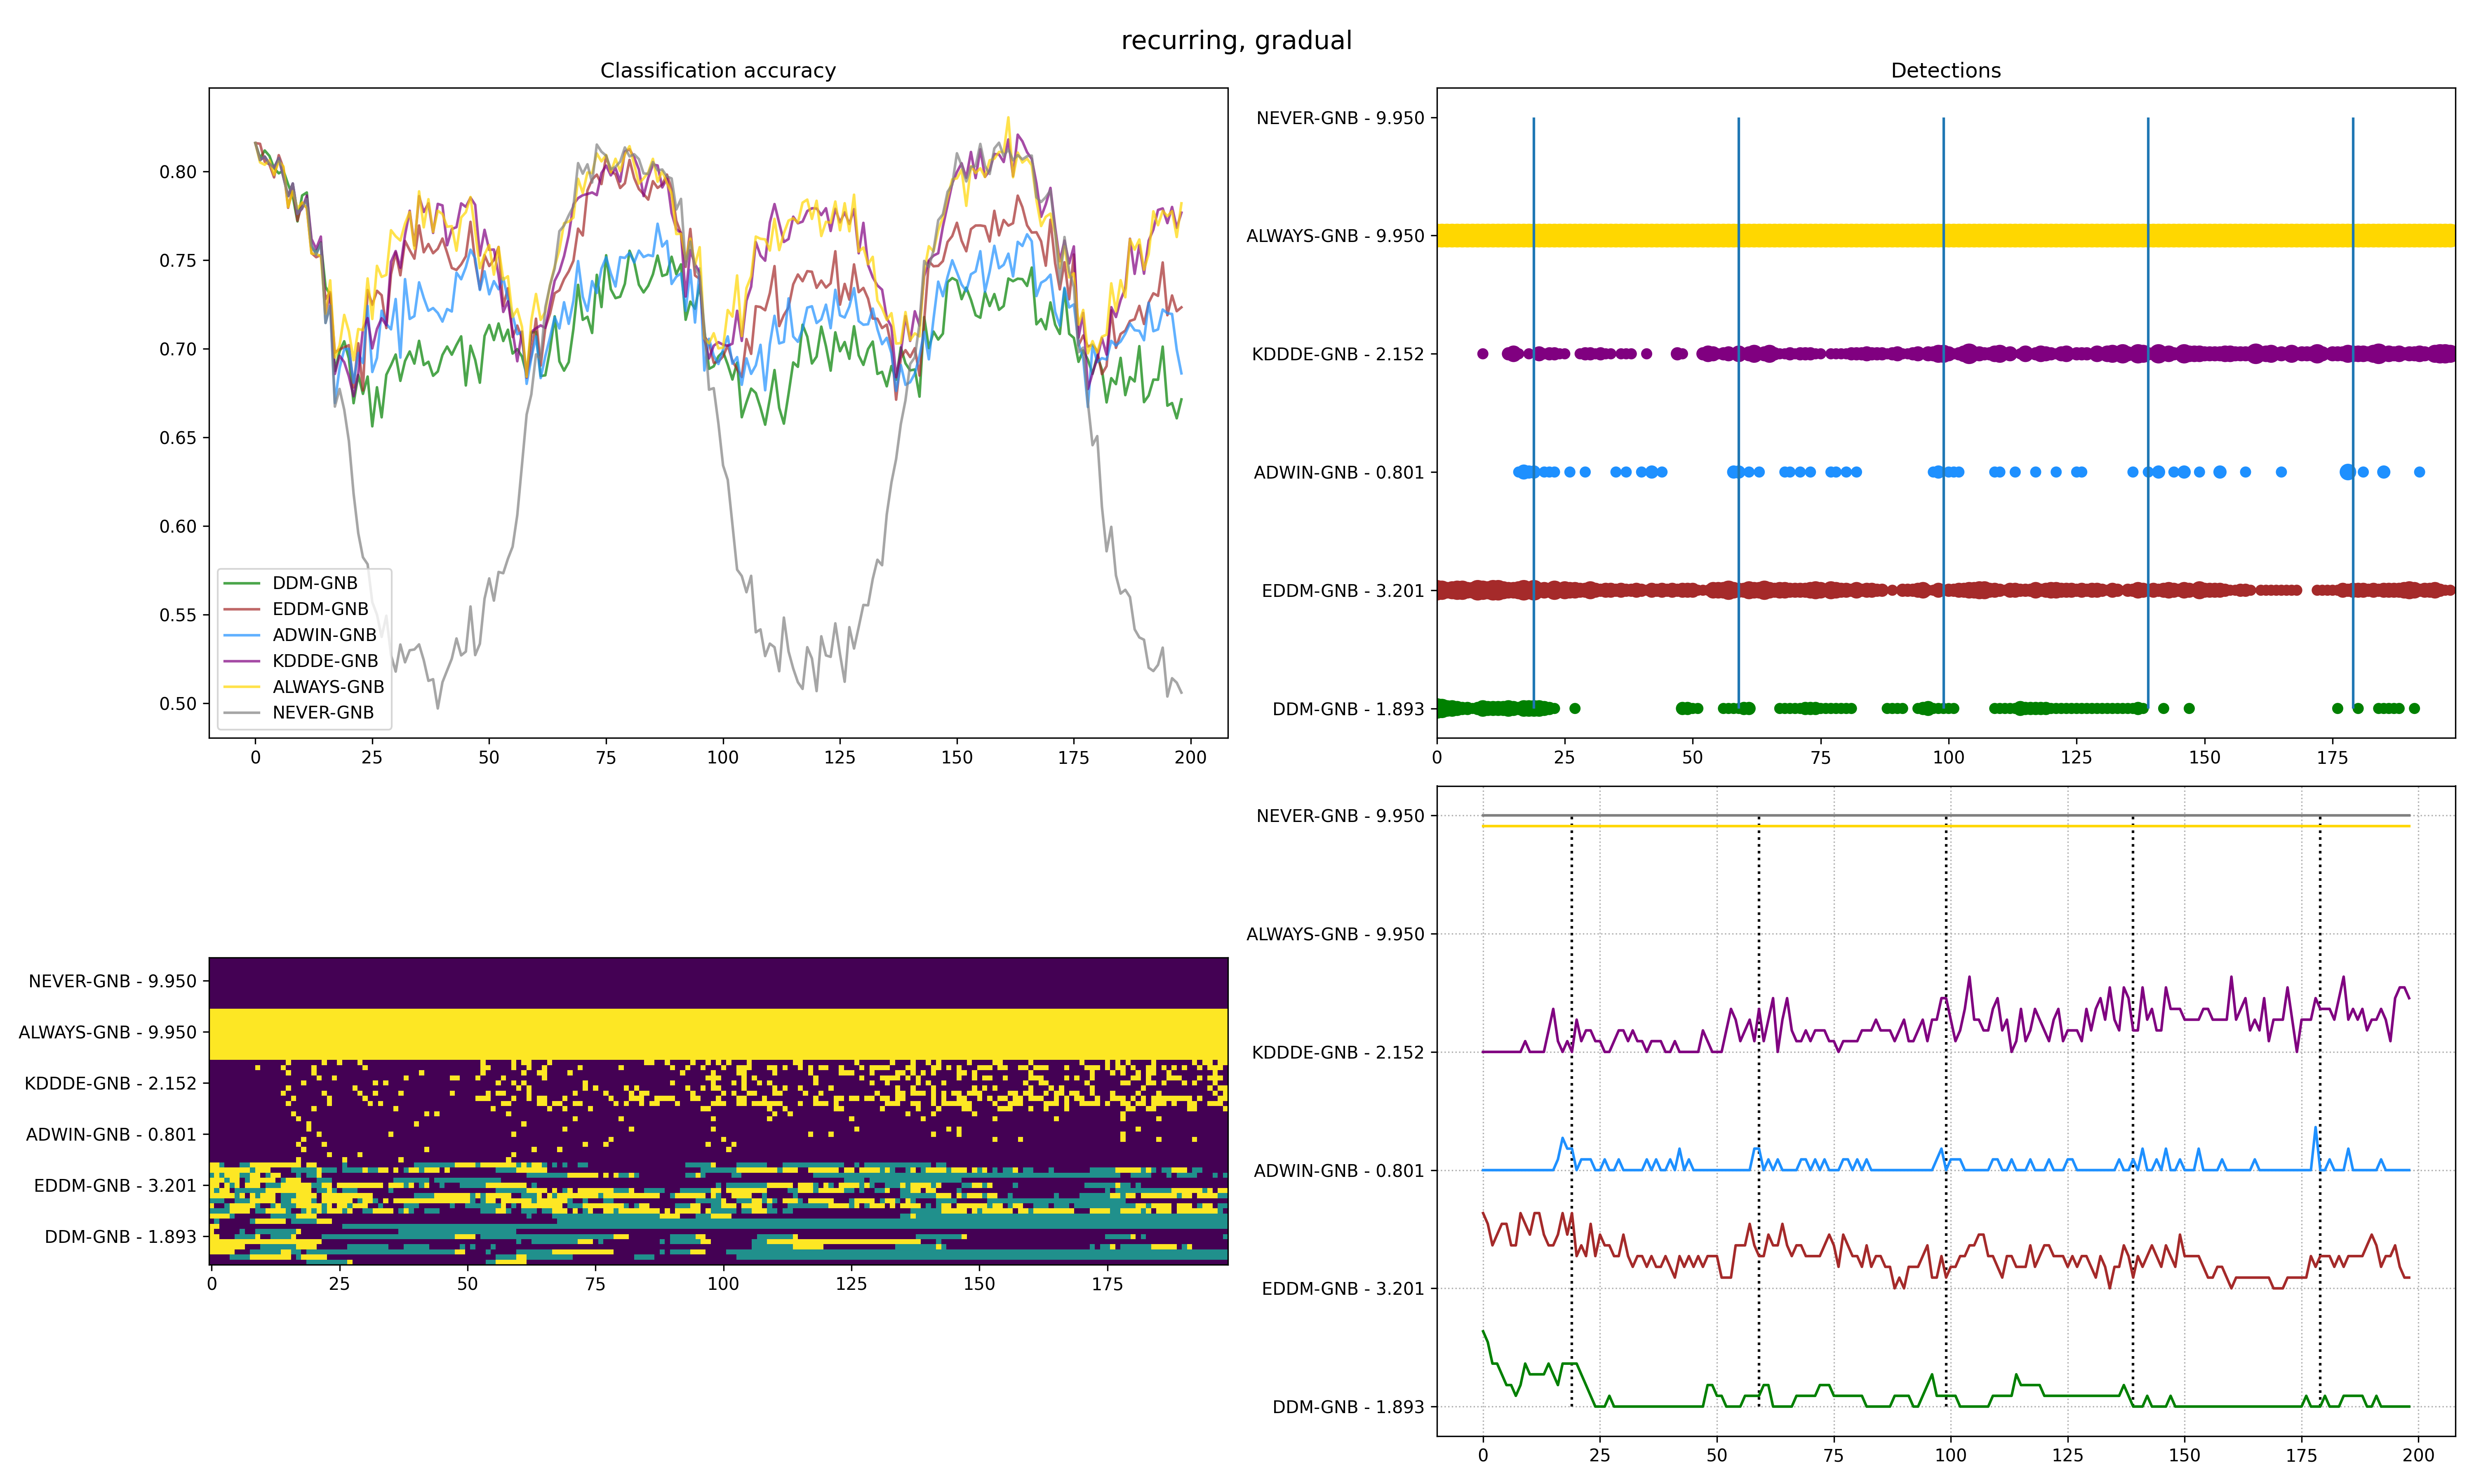 recurring, gradual
Classification accuracy
0.80
0.75
0.70
0.65
0.60
0.55
0.50
DDM-GNB
EDDM-GNB
ADWIN-GNB
KDDDE-GNB
ALWAYS-GNB
NEVER-GNB
0 25 50 75 100 125 150 175 200
Detections
NEVER-GNB - 9.950
ALWAYS-GNB - 9.950
KDDDE-GNB - 2.152
ADWIN-GNB - 0.801
EDDM-GNB - 3.201
DDM-GNB - 1.893
0 25 50 75 100 125 150 175
NEVER-GNB - 9.950
ALWAYS-GNB - 9.950
KDDDE-GNB - 2.152
ADWIN-GNB - 0.801
EDDM-GNB - 3.201
DDM-GNB - 1.893
0 25 50 75 100 125 150 175
NEVER-GNB - 9.950
ALWAYS-GNB - 9.950
KDDDE-GNB - 2.152
ADWIN-GNB - 0.801
EDDM-GNB - 3.201
DDM-GNB - 1.893
0 25 50 75 100 125 150 175 200